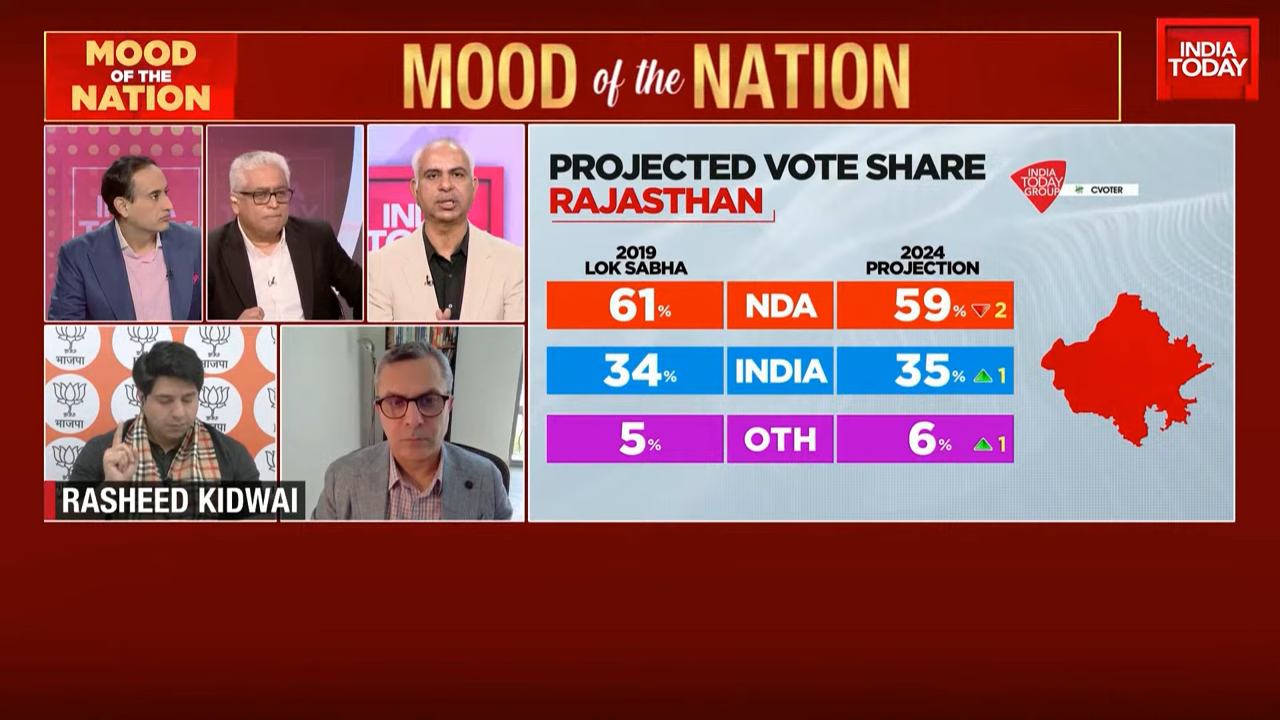 MOOD
OF THE
NATION
MOOD of the NATION
INDIA
TODAY
PROJECTED VOTE SHARE
RAJASTHAN
INDIA
TODAY
GROUP
CVOTER
2019
LOK SABHA
2024
PROJECTION
61% NDA 59% 2
34% INDIA 35% 1
5% OTH 6% 1
भाजपा
भाजपा
भाजपा
RASHEED KIDWAI